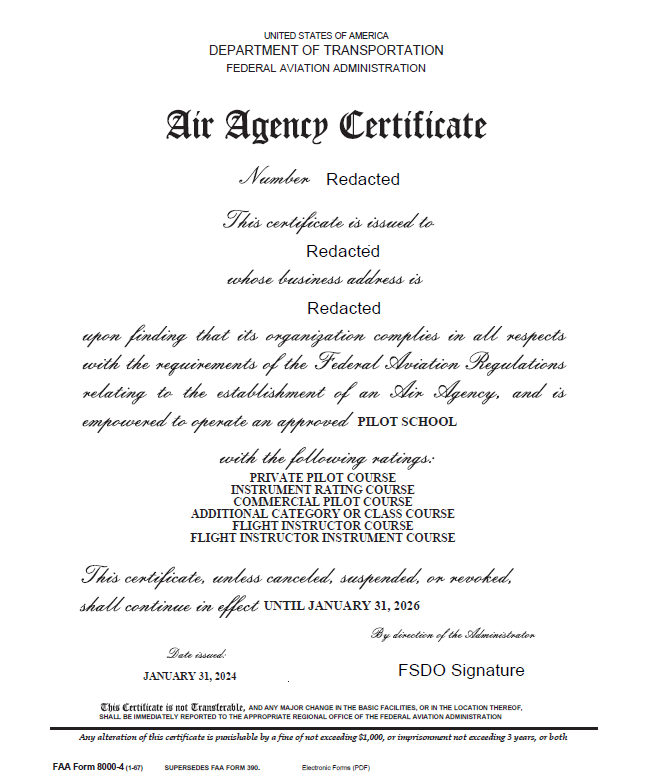 UNITED STATES OF AMERICA
DEPARTMENT OF TRANSPORTATION
FEDERAL AVIATION ADMINISTRATION
Air Agency Certificate
Number Redacted
This certificate is issued to
Redacted
whose business address is
Redacted
upon finding that its organization complies in all respects
with the requirements of the Federal Aviation Regulations
relating to the establishment of an Air Agency, and is
empowered to operate an approved PILOT SCHOOL
with the following ratings:
PRIVATE PILOT COURSE
INSTRUMENT RATING COURSE
COMMERCIAL PILOT COURSE
ADDITIONAL CATEGORY OR CLASS COURSE
FLIGHT INSTRUCTOR COURSE
FLIGHT INSTRUCTOR INSTRUMENT COURSE
This certificate, unless canceled, suspended, or revoked,
shall continue in effect UNTIL JANUARY 31, 2026
By direction of the Administrator
Date issued:
JANUARY 31, 2024
FSDO Signature
This Certificate is not Transferable, AND ANY MAJOR CHANGE IN THE BASIC FACILITIES, OR IN THE LOCATION THEREOF,
SHALL BE IMMEDIATELY REPORTED TO THE APPROPRIATE REGIONAL OFFICE OF THE FEDERAL AVIATION ADMINISTRATION
Any alteration of this certificate is punishable by a fine of not exceeding $1,000, or imprisonment not exceeding 3 years, or both
FAA Form 8000-4 (1-67) SUPERSEDES FAA FORM 390. Electronic Forms (PDF)